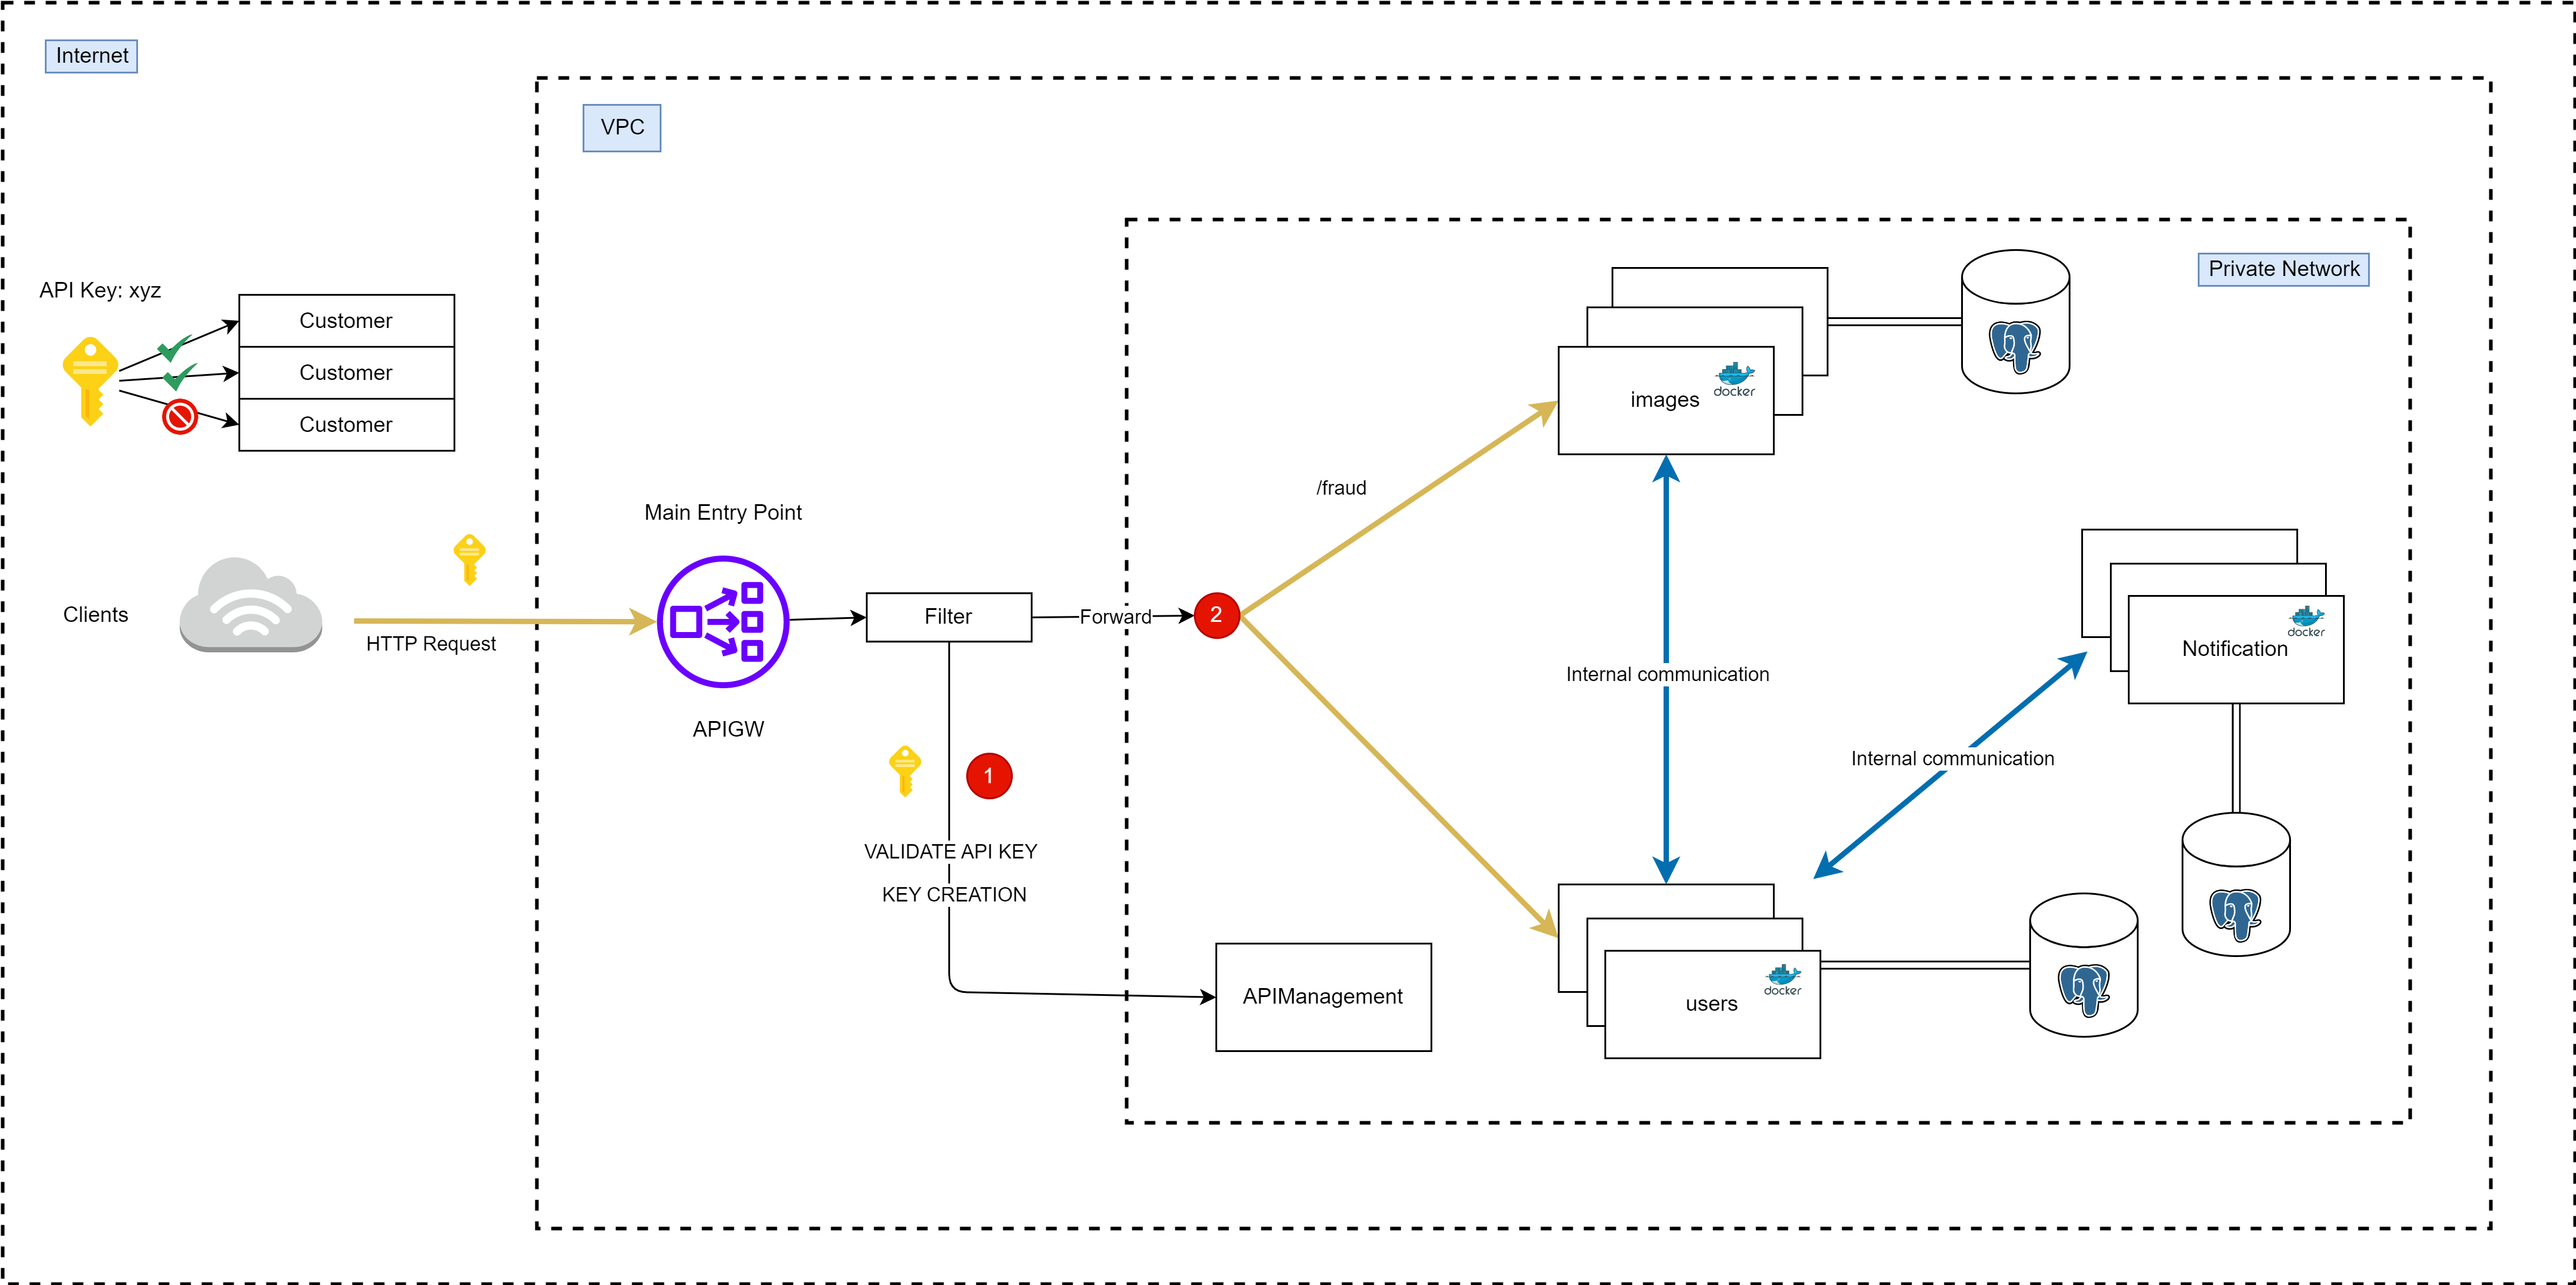 Internet
VPC
Private Network
API Key: xyz
Customer
Customer
Customer
docker
images
/fraud
Main Entry Point
Clients
HTTP Request
Filter
Forward
2
docker
Notification
Internal communication
APIGW
1
Internal communication
VALIDATE API KEY
KEY CREATION
APIManagement
docker
users